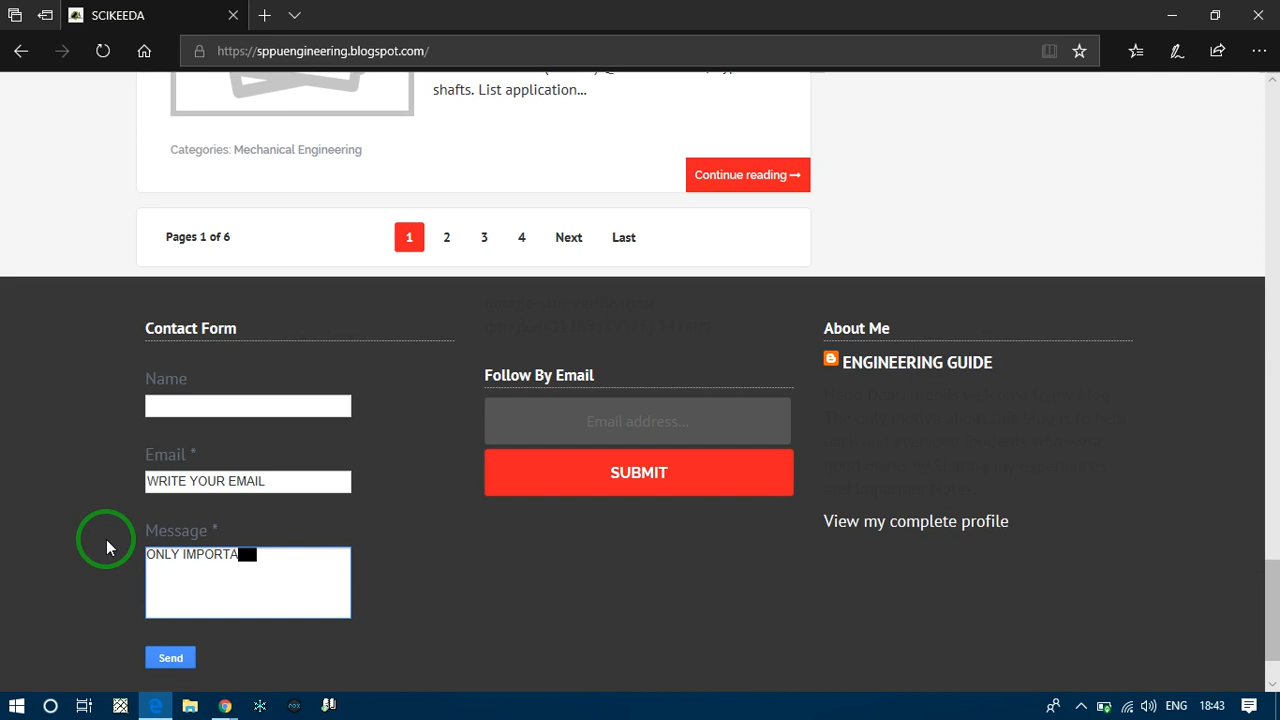 SCIKEEDA
https://sppuengineering.blogspot.com/
shafts. List application...
Categories: Mechanical Engineering
Continue reading
Pages 1 of 6
1 2 3 4 Next Last
Contact Form
Name
Email *
WRITE YOUR EMAIL
Message *
ONLY IMPORTA
Send
Follow By Email
Email address...
SUBMIT
About Me
ENGINEERING GUIDE
View my complete profile
ENG 18:43